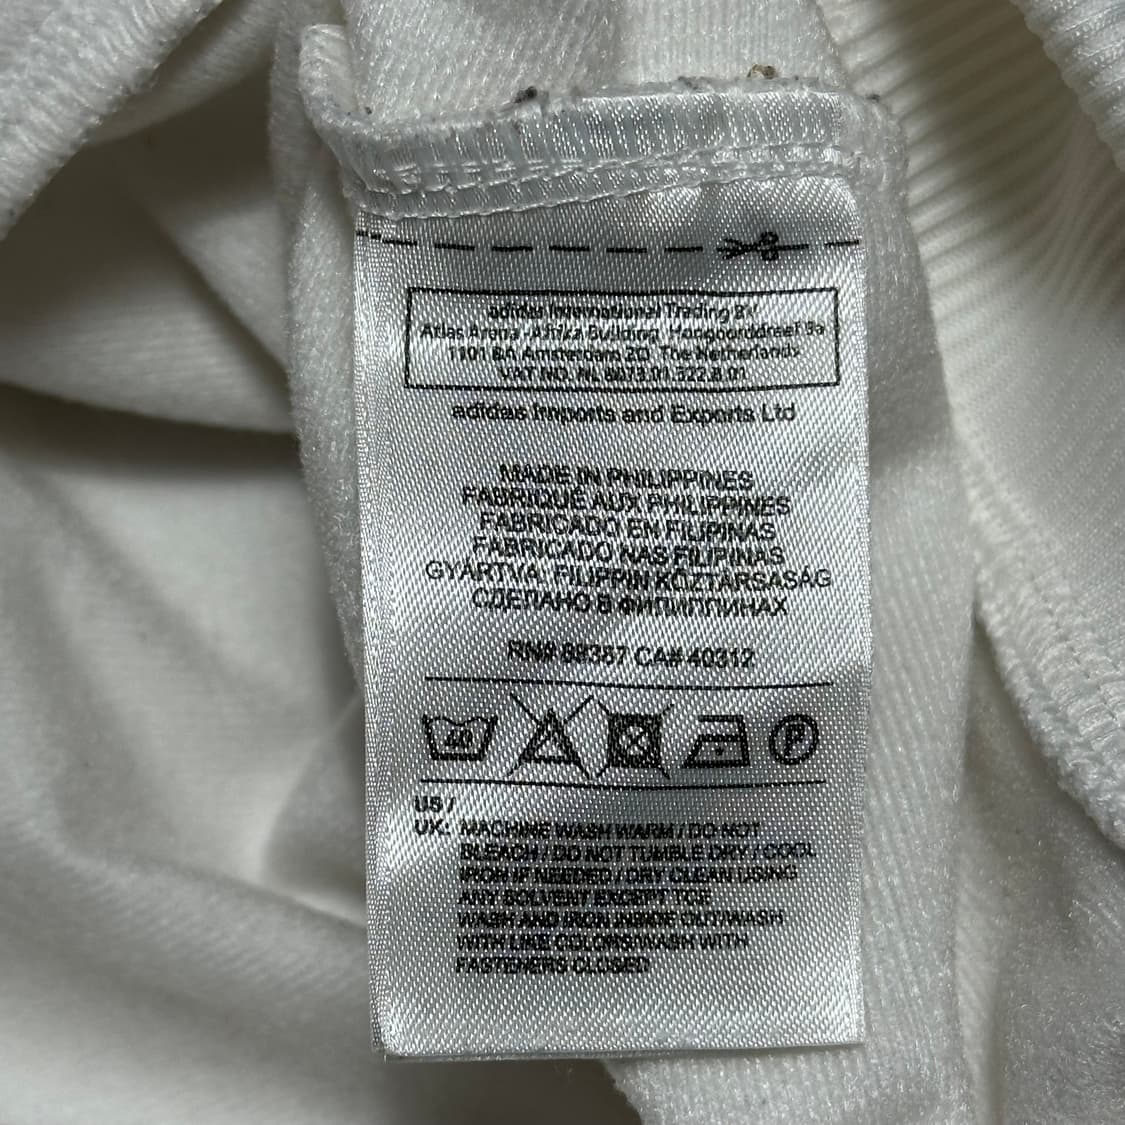 adidas International Trading BV
Atlas Arena / Afrika Building, Hoogoorddreef 9a
1101 BA Amsterdam ZO The Netherlands
VAT NO. NL 8073.01.322.B.01
adidas Imports and Exports Ltd
MADE IN PHILIPPINES
FABRIQUÉ AUX PHILIPPINES
FABRICADO EN FILIPINAS
FABRICADO NAS FILIPINAS
GYÁRTVA: FILIPPIN KÖZTÁRSASÁG
СДЕЛАНО В ФИЛИППИНАХ
RN# 88387 CA# 40312
40 P
US /
UK: MACHINE WASH WARM / DO NOT
BLEACH / DO NOT TUMBLE DRY / COOL
IRON IF NEEDED / DRY CLEAN USING
ANY SOLVENT EXCEPT TCE
WASH AND IRON INSIDE OUT/WASH
WITH LIKE COLORS/WASH WITH
FASTENERS CLOSED